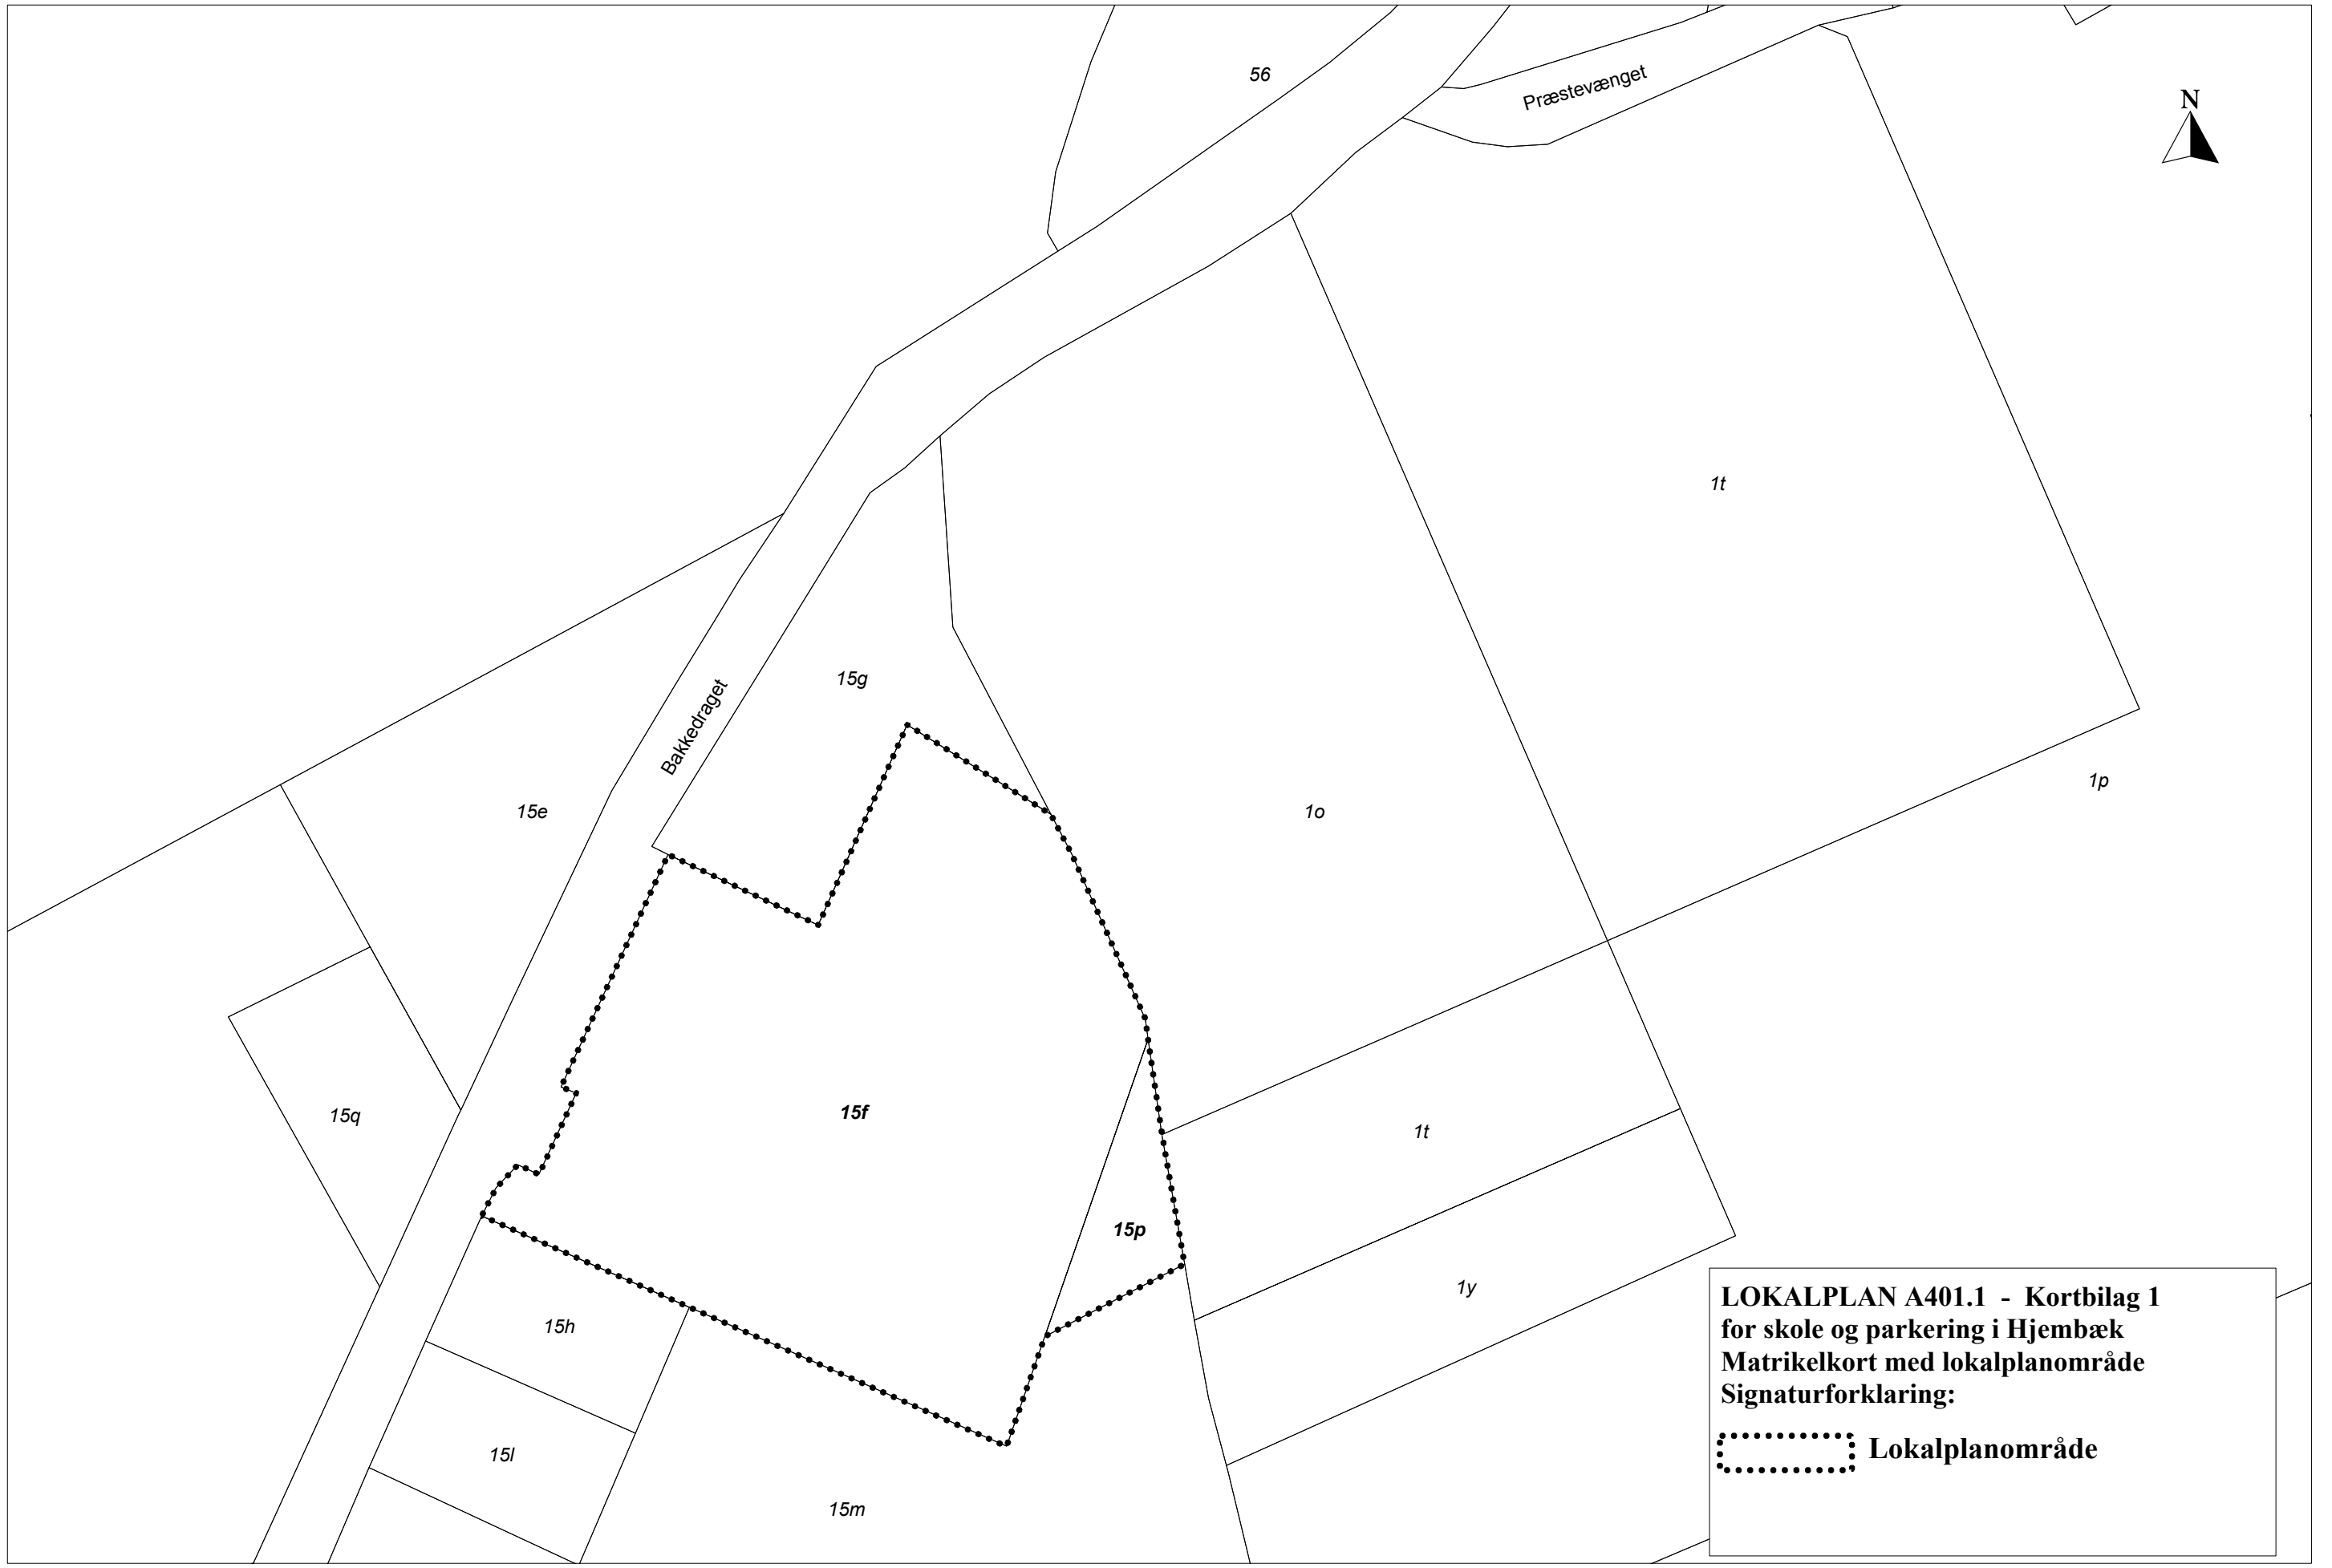 56
Præstevænget
N
1t
15g
Bakkedraget
1p
15e
1o
15q
15f
1t
15p
1y
15h
15l
15m
LOKALPLAN A401.1 - Kortbilag 1
for skole og parkering i Hjembæk
Matrikelkort med lokalplanområde
Signaturforklaring:
Lokalplanområde